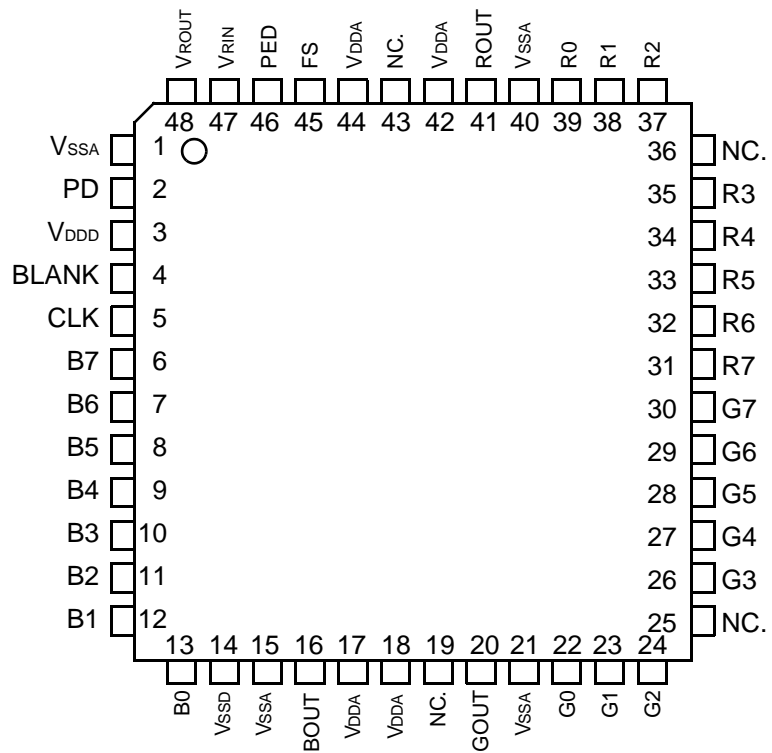 VROUT VRIN PED FS VDDA NC. VDDA ROUT VSSA R0 R1 R2
48 47 46 45 44 43 42 41 40 39 38 37
VSSA 1 36 NC.
PD 2 35 R3
VDDD 3 34 R4
BLANK 4 33 R5
CLK 5 32 R6
B7 6 31 R7
B6 7 30 G7
B5 8 29 G6
B4 9 28 G5
B3 10 27 G4
B2 11 26 G3
B1 12 25 NC.
13 14 15 16 17 18 19 20 21 22 23 24
B0 VSSD VSSA BOUT VDDA VDDA NC. GOUT VSSA G0 G1 G2